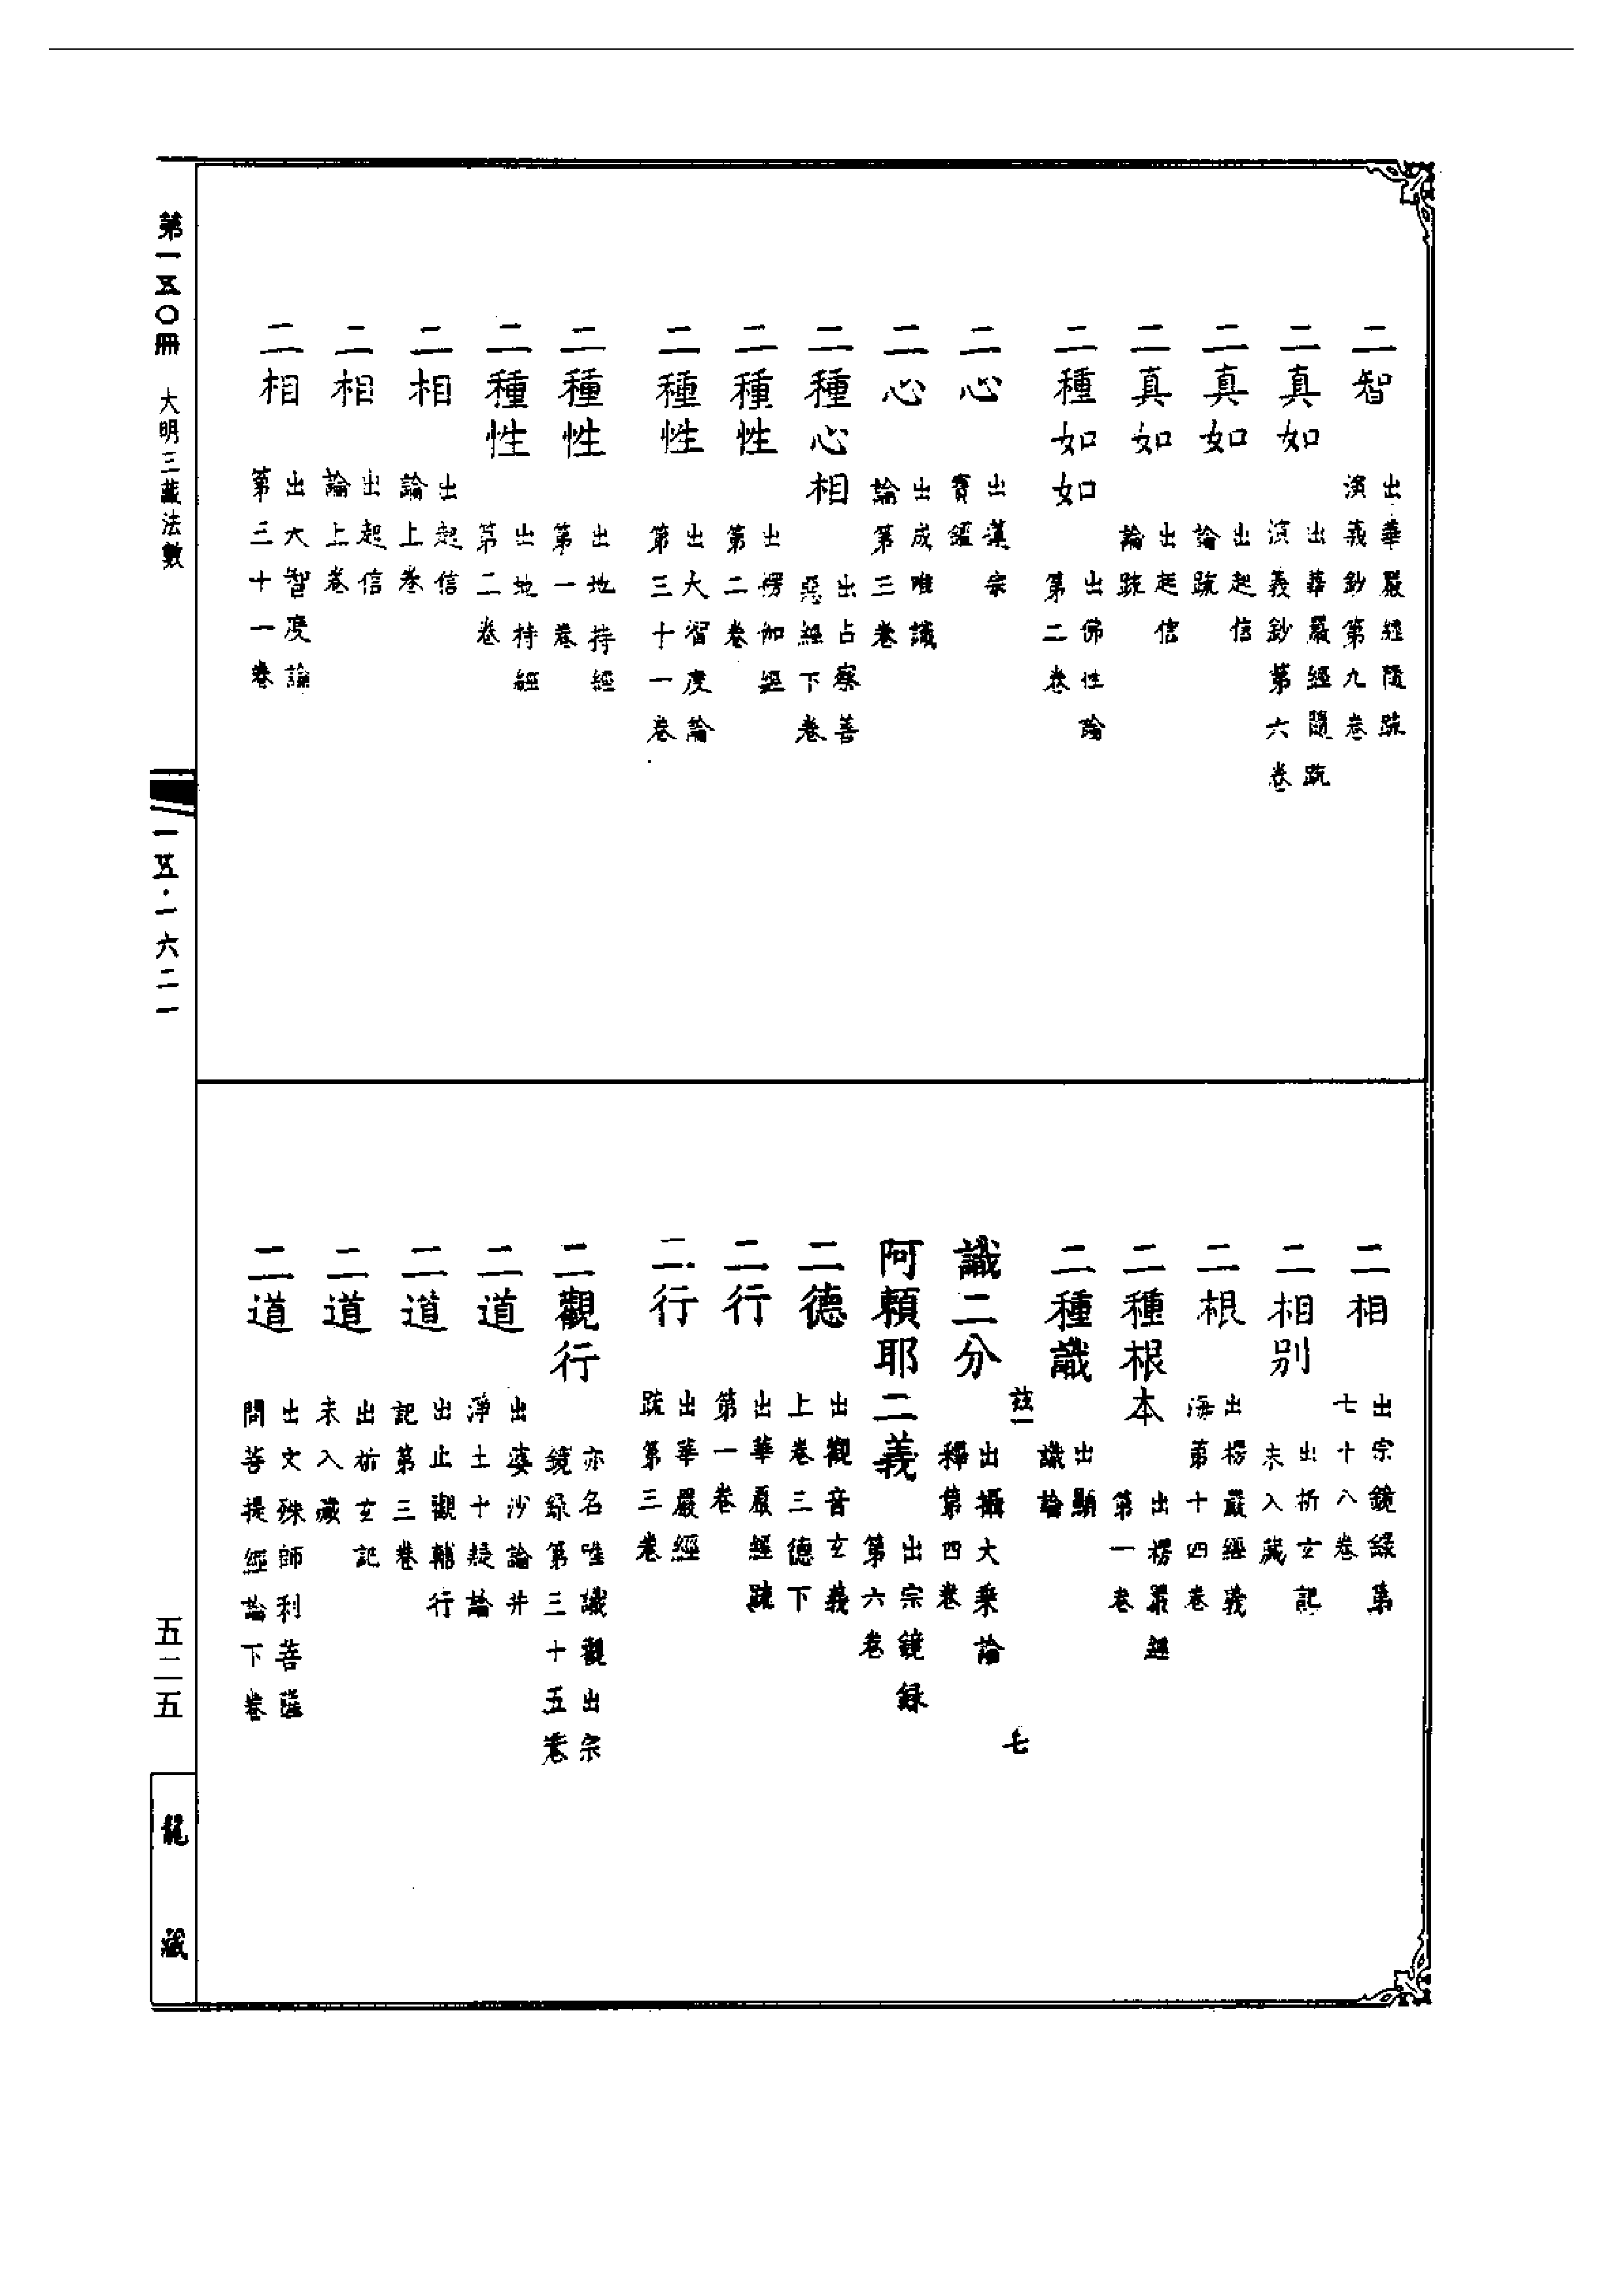 二智 出華嚴經隨疏演義鈔第九卷
二真如 出華嚴經隨疏演義鈔第六卷
二真如 出起信論疏
二真如 出起信論疏
二種如如 出佛性論第二卷
二心 出漢宗寶鑑
二心 出成唯識論第三卷
二種心相 出占察善惡經下卷
二種性 出楞伽經第二卷
二種性 出大智度論第三十一卷
二種性 出地持經第一卷
二種性 出地持經第二卷
二相 出起信論上卷
二相 出起信論上卷
二相 出大智度論第三十一卷
二相 出宗鏡錄第七十八卷
二相別 出析玄記未入藏
二根 出楞嚴經義海第十四卷
二種根本 出楞嚴經第一卷
二種識 出顯識論
茲一 七
識二分 出攝大乘論釋第四卷
阿賴耶二義 出宗鏡録第六卷
二德 出觀音玄義上卷三德下
二行 出華嚴經疏第一卷
二行 出華嚴經疏第三卷
二觀行 亦名唯識觀出宗鏡録第三十五卷
二道 出婆沙論并淨土十疑論
二道 出止觀輔行記第三卷
二道 出析玄記未入藏
二道 出文殊師利菩薩問菩提經論下卷
第一五〇冊 大明三藏法數
一五·一六二一
五二五
龍藏